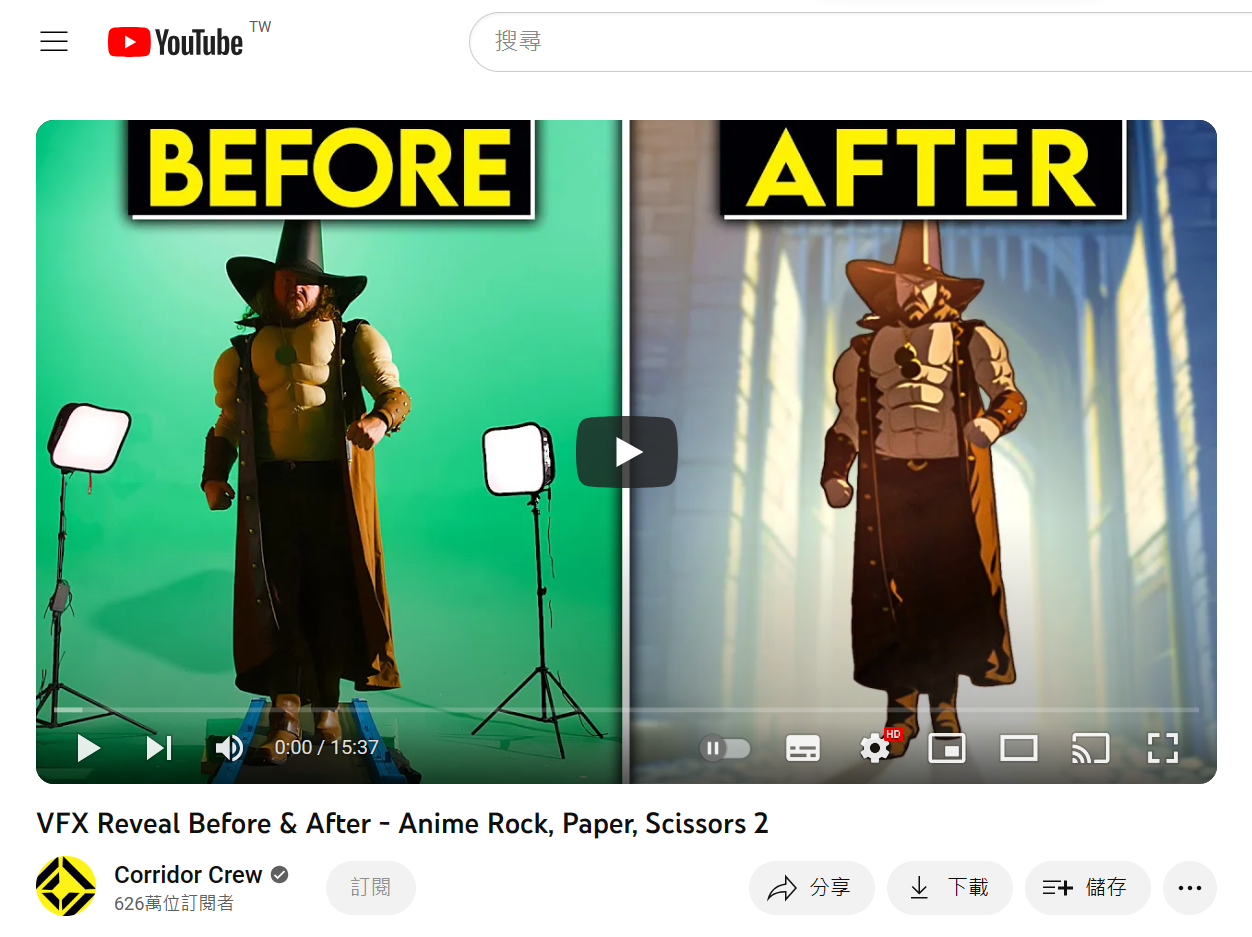 YouTube TW
搜尋
BEFORE
AFTER
0:00 / 15:37
HD
VFX Reveal Before & After - Anime Rock, Paper, Scissors 2
Corridor Crew
626萬位訂閱者
訂閱
分享
下載
儲存